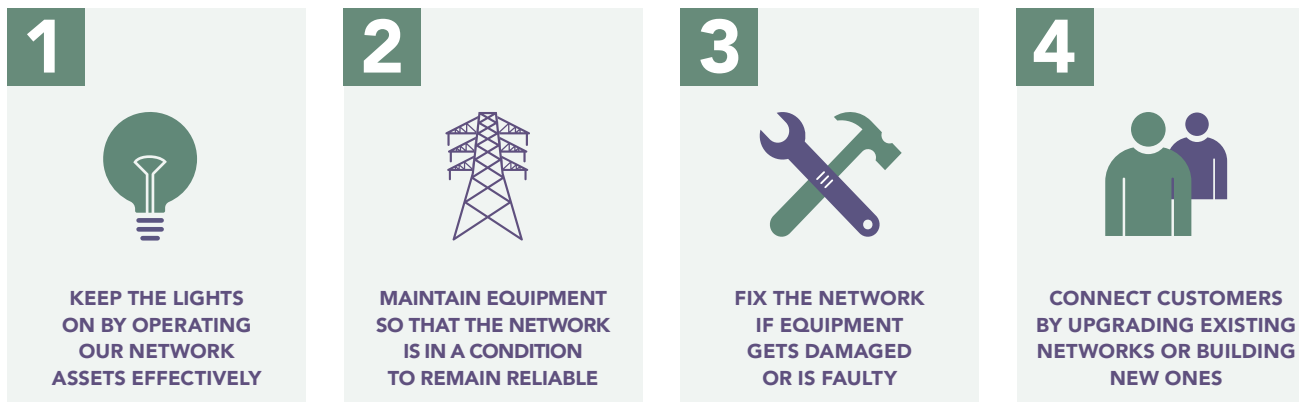 1
KEEP THE LIGHTS
ON BY OPERATING
OUR NETWORK
ASSETS EFFECTIVELY
2
MAINTAIN EQUIPMENT
SO THAT THE NETWORK
IS IN A CONDITION
TO REMAIN RELIABLE
3
FIX THE NETWORK
IF EQUIPMENT
GETS DAMAGED
OR IS FAULTY
4
CONNECT CUSTOMERS
BY UPGRADING EXISTING
NETWORKS OR BUILDING
NEW ONES